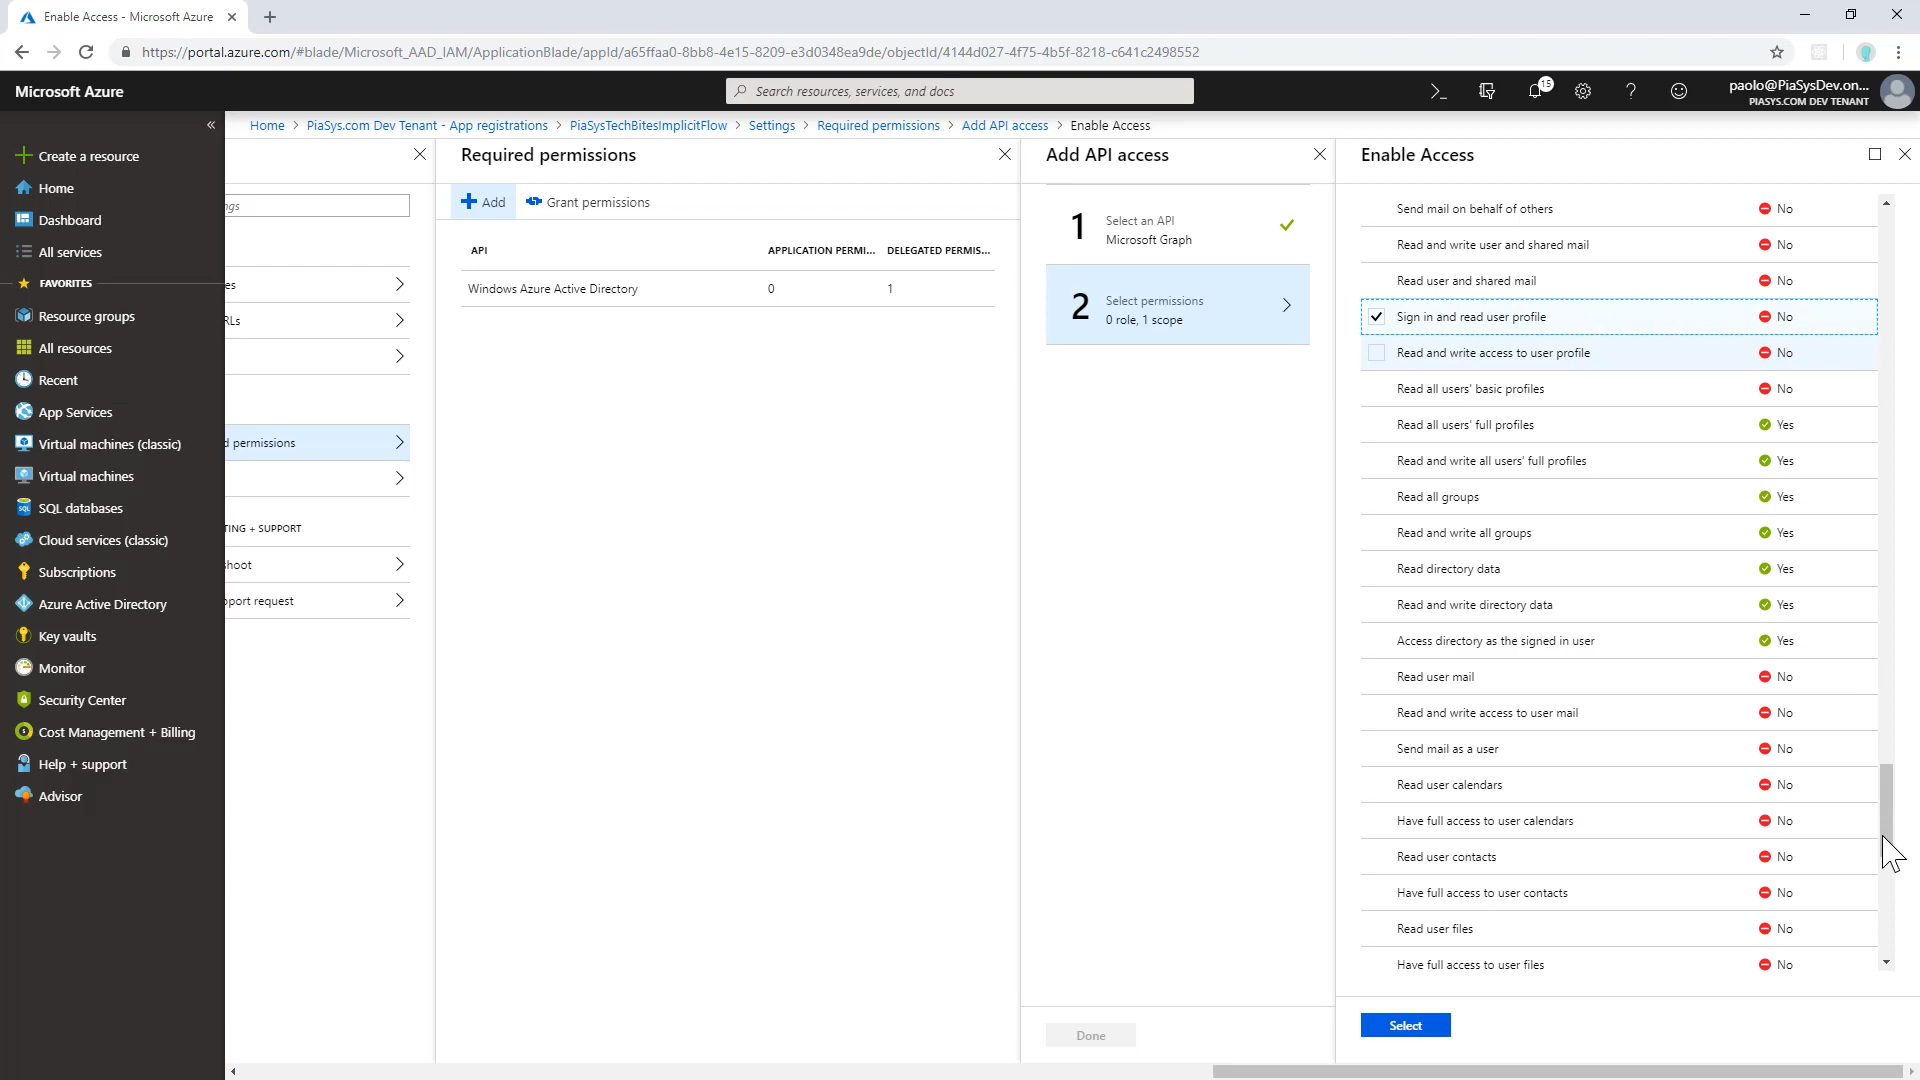 Enable Access - Microsoft Azure
https://portal.azure.com/#blade/Microsoft_AAD_IAM/ApplicationBlade/appId/a65ffaa0-8bb8-4e15-8209-e3d0348ea9de/objectId/4144d027-4f75-4b5f-8218-c641c2498552
Microsoft Azure
Search resources, services, and docs
15
paolo@PiaSysDev.on...
PIASYS.COM DEV TENANT
Home > PiaSys.com Dev Tenant - App registrations > PiaSysTechBitesImplicitFlow > Settings > Required permissions > Add API access > Enable Access
Create a resource
Home
Dashboard
All services
FAVORITES
Resource groups
All resources
Recent
App Services
Virtual machines (classic)
Virtual machines
SQL databases
Cloud services (classic)
Subscriptions
Azure Active Directory
Key vaults
Monitor
Security Center
Cost Management + Billing
Help + support
Advisor
ngs
es
RLs
d permissions
TING + SUPPORT
shoot
pport request
Required permissions
Add
Grant permissions
API APPLICATION PERMI... DELEGATED PERMIS...
Windows Azure Active Directory 0 1
Add API access
1 Select an API
Microsoft Graph
2 Select permissions
0 role, 1 scope
Done
Enable Access
Send mail on behalf of others No
Read and write user and shared mail No
Read user and shared mail No
Sign in and read user profile No
Read and write access to user profile No
Read all users' basic profiles No
Read all users' full profiles Yes
Read and write all users' full profiles Yes
Read all groups Yes
Read and write all groups Yes
Read directory data Yes
Read and write directory data Yes
Access directory as the signed in user Yes
Read user mail No
Read and write access to user mail No
Send mail as a user No
Read user calendars No
Have full access to user calendars No
Read user contacts No
Have full access to user contacts No
Read user files No
Have full access to user files No
Select